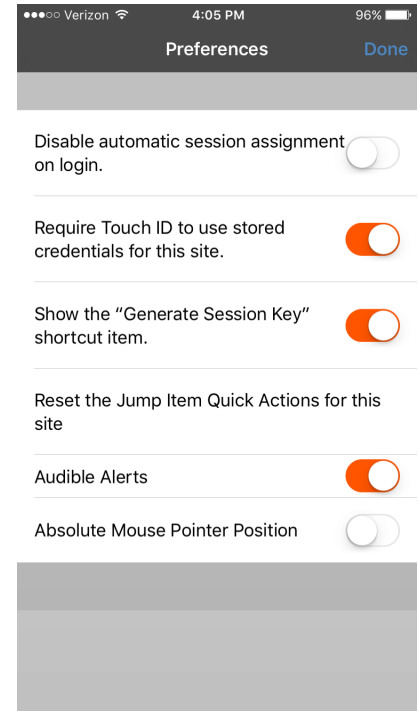 Verizon 4:05 PM 96%
Preferences Done
Disable automatic session assignment
on login.
Require Touch ID to use stored
credentials for this site.
Show the “Generate Session Key”
shortcut item.
Reset the Jump Item Quick Actions for this
site
Audible Alerts
Absolute Mouse Pointer Position